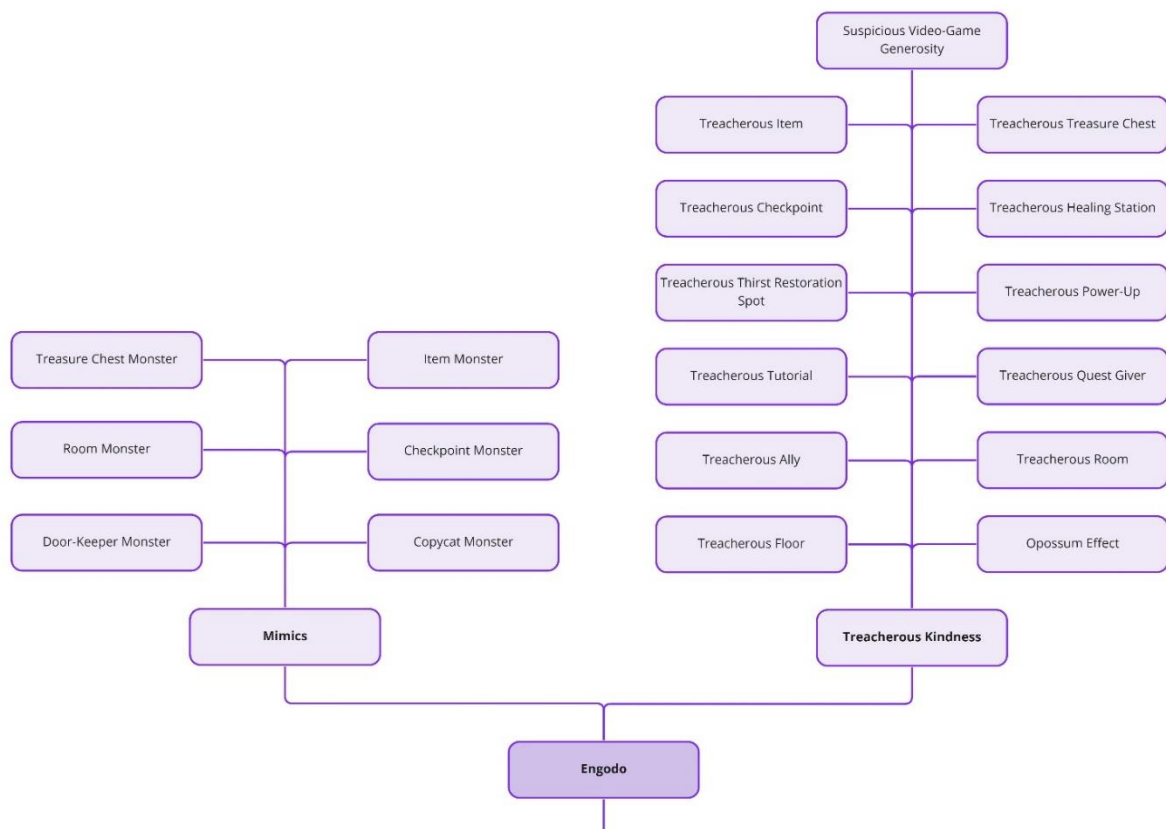 Suspicious Video-Game
Generosity
Treacherous Item
Treacherous Treasure Chest
Treacherous Checkpoint
Treacherous Healing Station
Treacherous Thirst Restoration
Spot
Treacherous Power-Up
Treasure Chest Monster
Item Monster
Treacherous Tutorial
Treacherous Quest Giver
Room Monster
Checkpoint Monster
Treacherous Ally
Treacherous Room
Door-Keeper Monster
Copycat Monster
Treacherous Floor
Opossum Effect
Mimics
Treacherous Kindness
Engodo